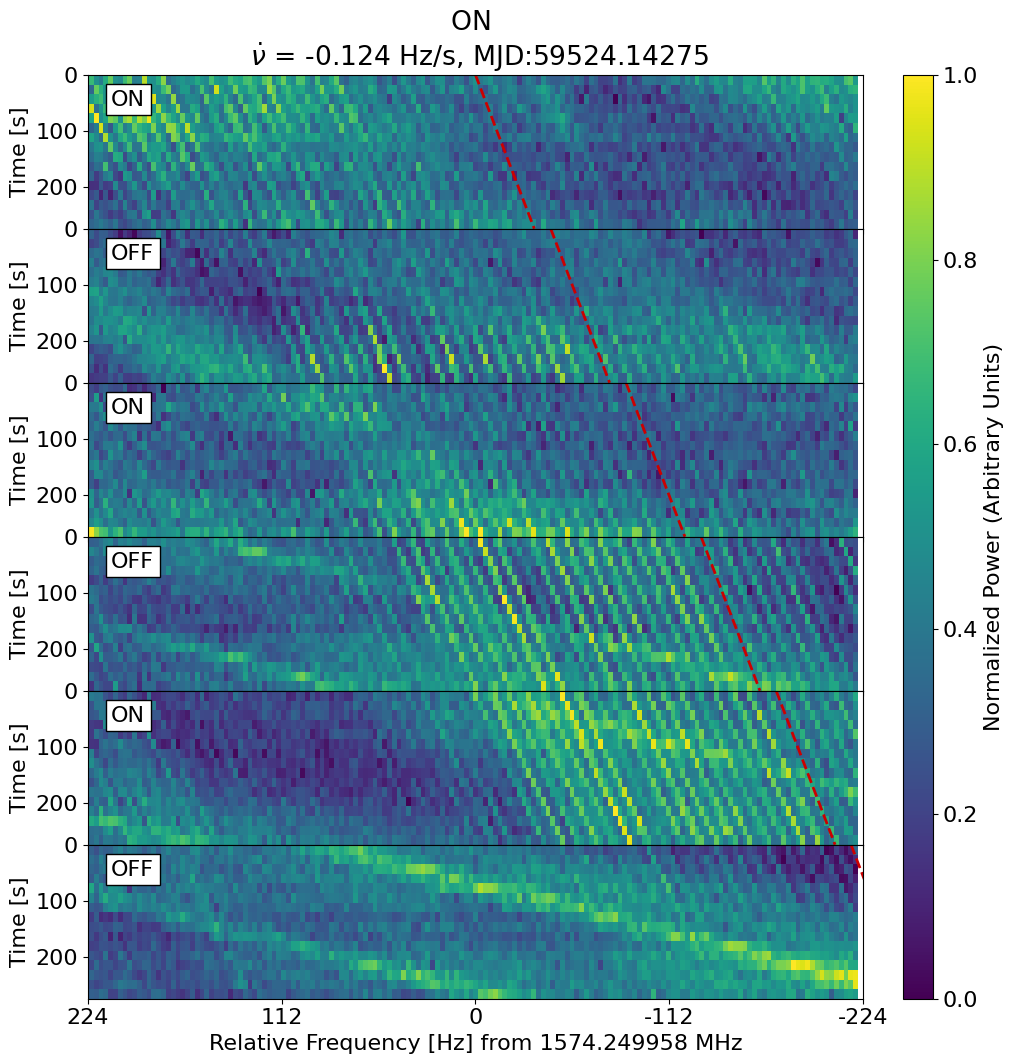 ON
ν̇ = -0.124 Hz/s, MJD:59524.14275
0
ON
Time [s]
100
200
0
OFF
Time [s]
100
200
0
ON
Time [s]
100
200
0
OFF
Time [s]
100
200
0
ON
Time [s]
100
200
0
OFF
Time [s]
100
200
224 112 0 -112 -224
Relative Frequency [Hz] from 1574.249958 MHz
1.0
0.8
0.6
0.4
0.2
0.0
Normalized Power (Arbitrary Units)